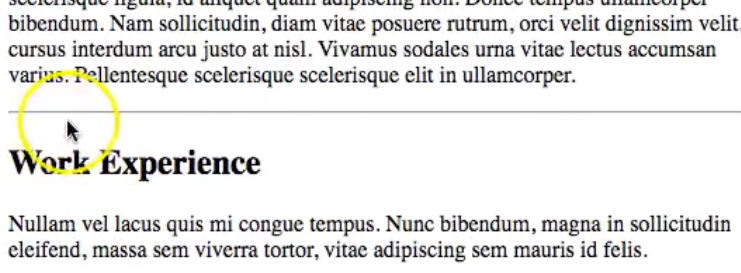 scelerisque ligula, id aliquet quam adipiscing non. Donec tempus ullamcorper
bibendum. Nam sollicitudin, diam vitae posuere rutrum, orci velit dignissim velit,
cursus interdum arcu justo at nisl. Vivamus sodales urna vitae lectus accumsan
varius. Pellentesque scelerisque scelerisque elit in ullamcorper.
Work Experience
Nullam vel lacus quis mi congue tempus. Nunc bibendum, magna in sollicitudin
eleifend, massa sem viverra tortor, vitae adipiscing sem mauris id felis.